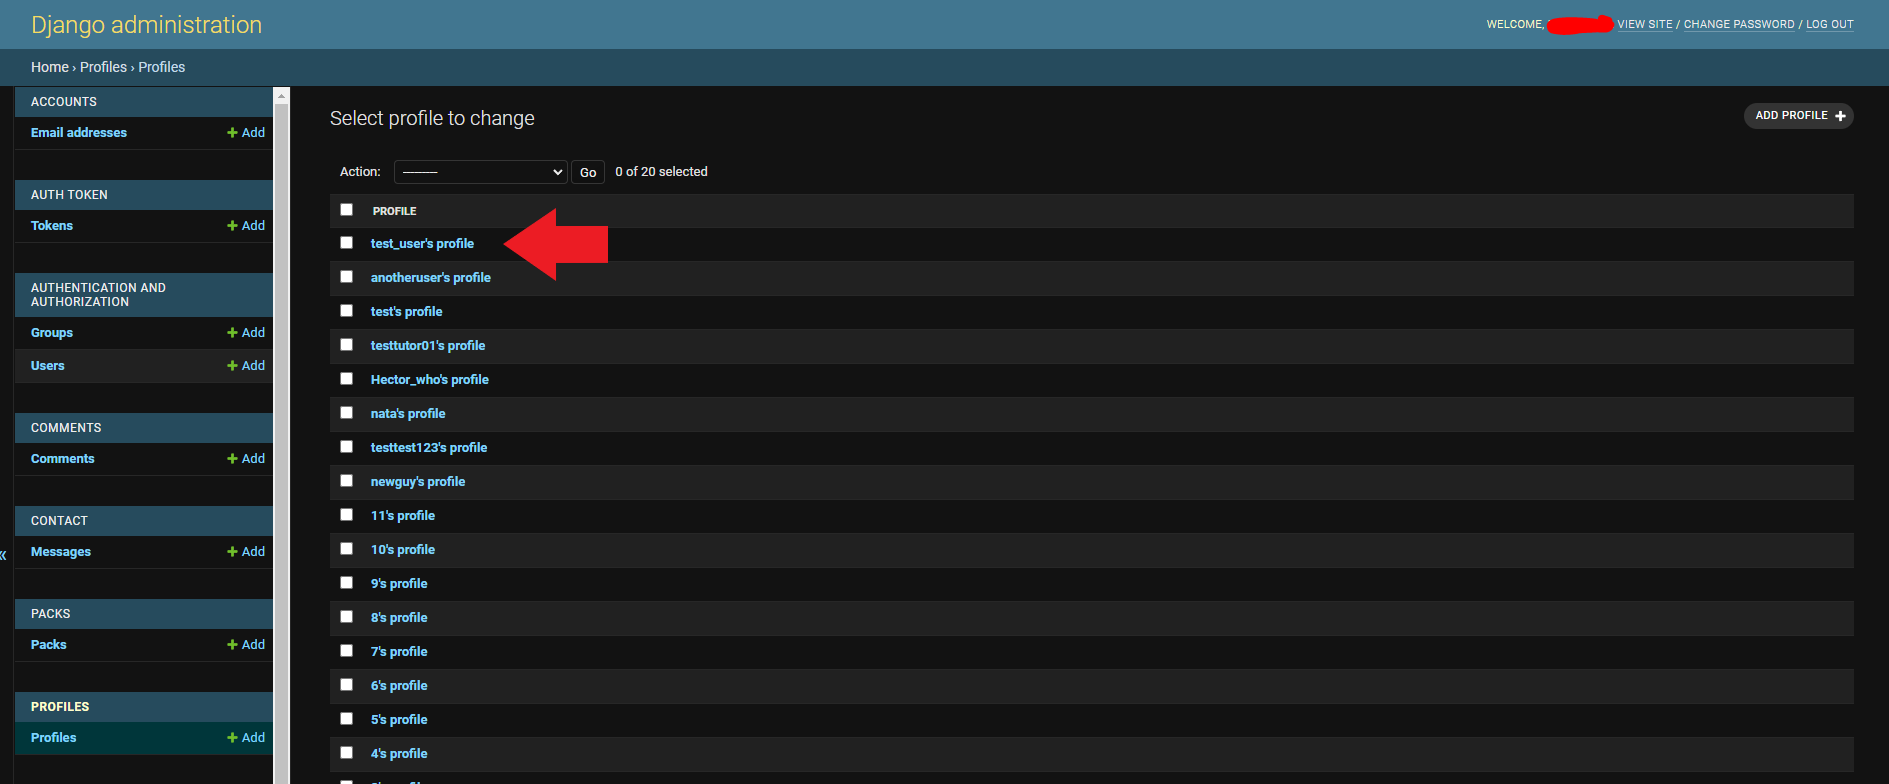 Django administration
WELCOME, VIEW SITE / CHANGE PASSWORD / LOG OUT
Home › Profiles › Profiles
ACCOUNTS
Email addresses + Add
AUTH TOKEN
Tokens + Add
AUTHENTICATION AND
AUTHORIZATION
Groups + Add
Users + Add
COMMENTS
Comments + Add
CONTACT
Messages + Add
«
PACKS
Packs + Add
PROFILES
Profiles + Add
Select profile to change
ADD PROFILE +
Action: --------- Go 0 of 20 selected
PROFILE
test_user's profile
anotheruser's profile
test's profile
testtutor01's profile
Hector_who's profile
nata's profile
testtest123's profile
newguy's profile
11's profile
10's profile
9's profile
8's profile
7's profile
6's profile
5's profile
4's profile